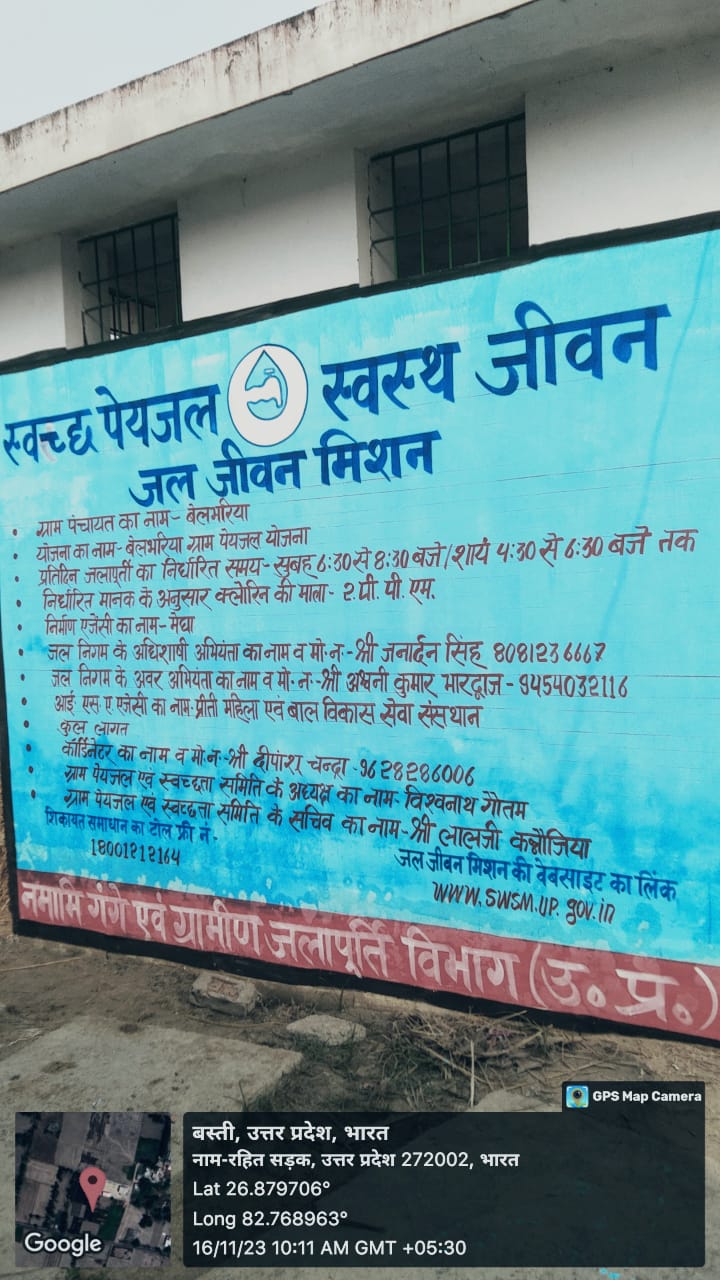 स्वच्छ पेयजल स्वस्थ जीवन
जल जीवन मिशन
• ग्राम पंचायत का नाम- बेलभरिया
• योजना का नाम- बेलभरिया ग्राम पेयजल योजना
• प्रतिदिन जलापूर्ती का निर्धारित समय- सुबह 6:30 से 8:30 बजे/शायं 4:30 से 6:30 बजे तक
• निर्धारित मानक के अनुसार क्लोरिन की मात्रा- 2.पी. पी. एम.
• निर्माण एजेंसी का नाम- मेघा
• जल निगम के अधिशाषी अभियंता का नाम व मो॰न॰-श्री जनार्दन सिंह 8081236667
• जल निगम के अवर अभियंता का नाम व मो॰न॰-श्री अश्वनी कुमार भारद्वाज - 9454032116
• आई॰ एस॰ए॰एजेंसी का नाम-प्रीती महिला एवं बाल विकास सेवा संस्थान
• कुल लागत
• कॉर्डिनेटर का नाम व मो॰न॰-श्री दीपांश चन्द्रा -9628286006
• ग्राम पेयजल एवं स्वच्छता समिति के अध्यक्ष का नाम- विश्वनाथ गौतम
• ग्राम पेयजल एवं स्वच्छता समिति के सचिव का नाम-श्री लालजी कन्नौजिया
शिकायत समाधान का टोल फ्री नं॰-
18001212164
जल जीवन मिशन की वेबसाइट का लिंक
www.swsm.up.gov.in
नमामि गंगे एवं ग्रामीण जलापूर्ति विभाग (उ॰ प्र॰)
GPS Map Camera
बस्ती, उत्तर प्रदेश, भारत
नाम-रहित सड़क, उत्तर प्रदेश 272002, भारत
Lat 26.879706°
Long 82.768963°
16/11/23 10:11 AM GMT +05:30
Google